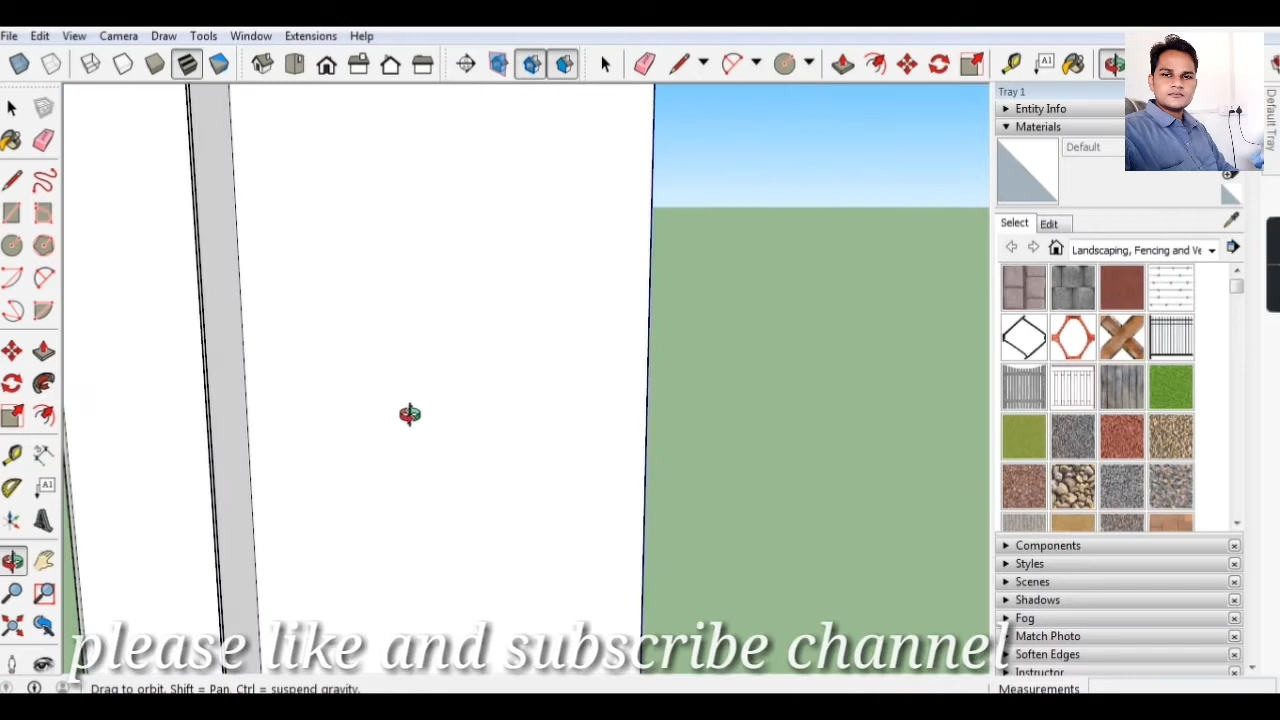 File Edit View Camera Draw Tools Window Extensions Help
A1
Tray 1
Entity Info
Materials
Default
Default Tray
Select Edit
Landscaping, Fencing and Ve
A1
Components
Styles
Scenes
Shadows
Fog
Match Photo
Soften Edges
Instructor
please like and subscribe channel
Drag to orbit. Shift = Pan, Ctrl = suspend gravity.
Measurements